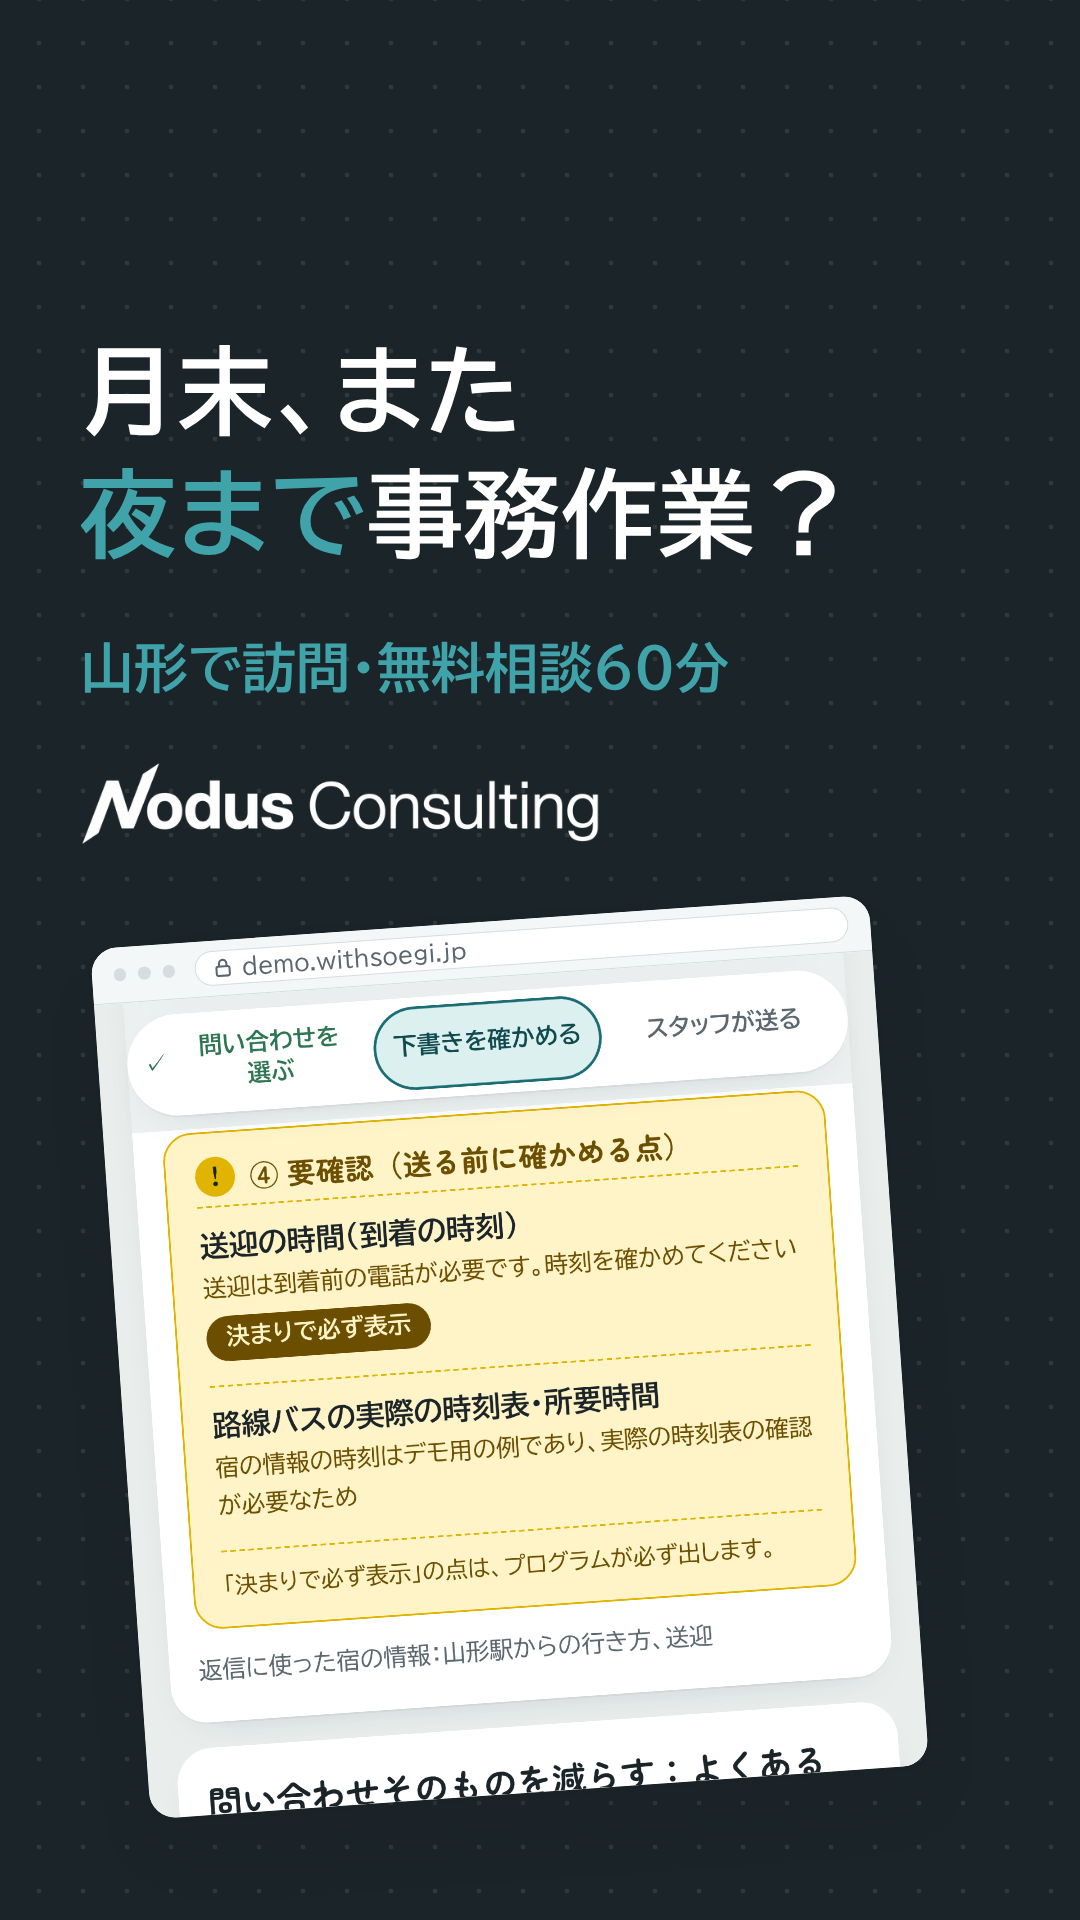 月末、また
夜まで事務作業？
山形で訪問・無料相談60分
Nodus Consulting
demo.withsoegi.jp
✓ 問い合わせを
選ぶ
下書きを確かめる
スタッフが送る
! ④ 要確認（送る前に確かめる点）
送迎の時間（到着の時刻）
送迎は到着前の電話が必要です。時刻を確かめてください
決まりで必ず表示
路線バスの実際の時刻表・所要時間
宿の情報の時刻はデモ用の例であり、実際の時刻表の確認
が必要なため
「決まりで必ず表示」の点は、プログラムが必ず出します。
返信に使った宿の情報：山形駅からの行き方、送迎
問い合わせそのものを減らす：よくある